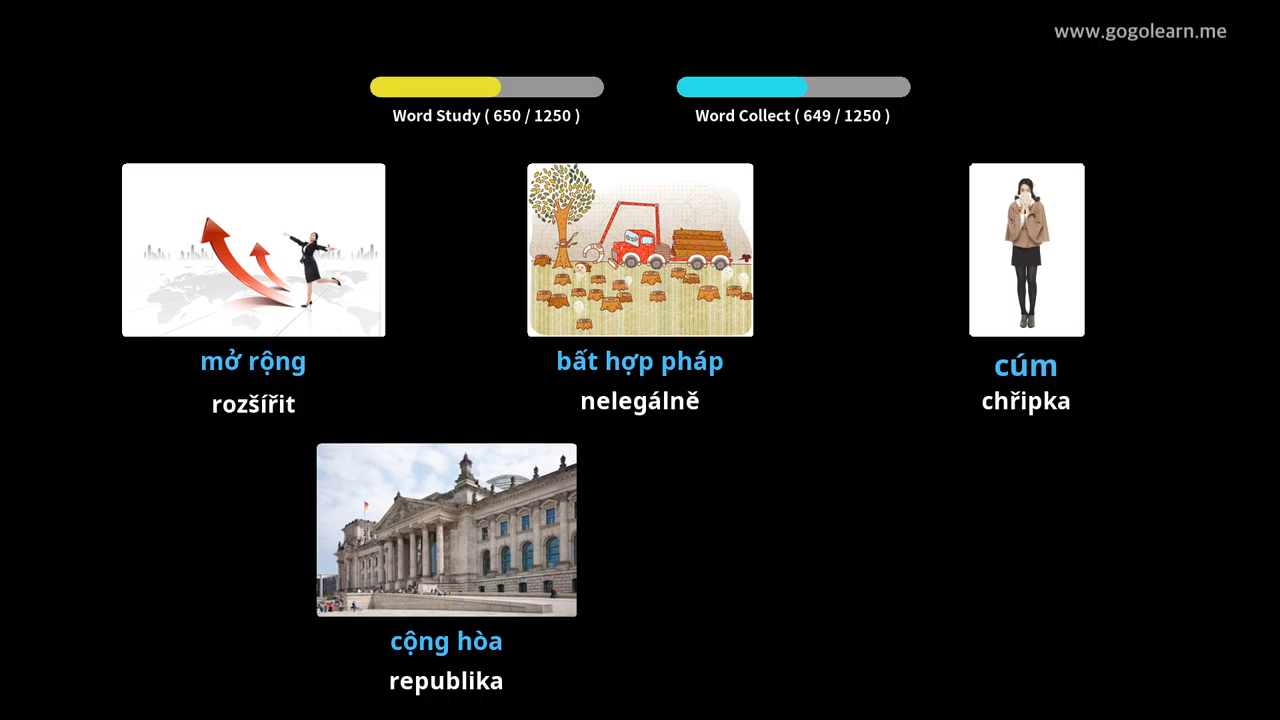 www.gogolearn.me
Word Study ( 650 / 1250 )
Word Collect ( 649 / 1250 )
mở rộng
rozšířit
bất hợp pháp
nelegálně
cúm
chřipka
cộng hòa
republika